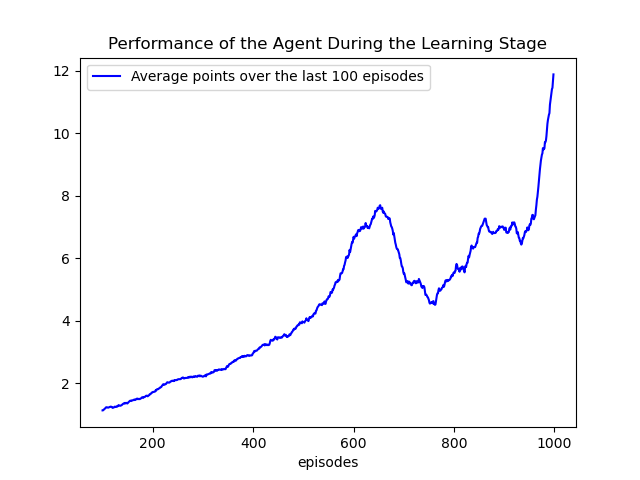 Performance of the Agent During the Learning Stage
Average points over the last 100 episodes
12
10
8
6
4
2
200 400 600 800 1000
episodes